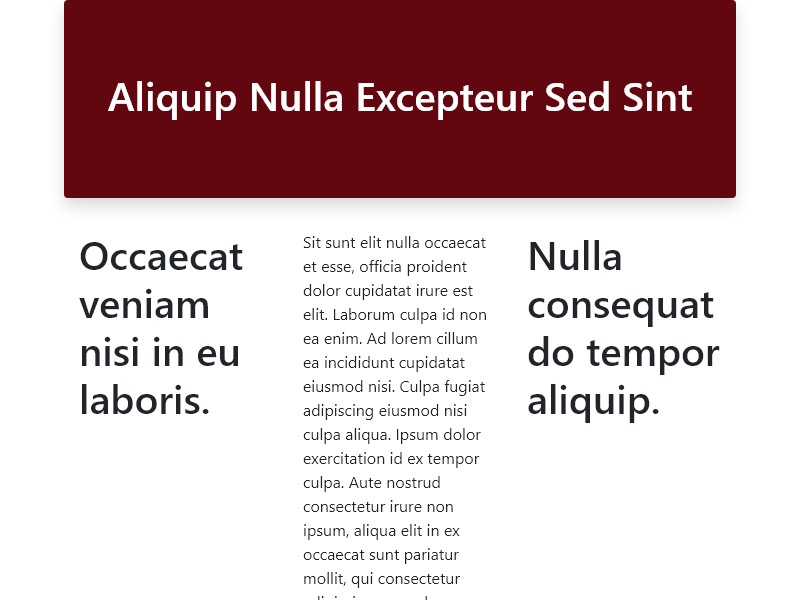 Aliquip Nulla Excepteur Sed Sint
Occaecat
veniam
nisi in eu
laboris.
Sit sunt elit nulla occaecat
et esse, officia proident
dolor cupidatat irure est
elit. Laborum culpa id non
ea enim. Ad lorem cillum
ea incididunt cupidatat
eiusmod nisi. Culpa fugiat
adipiscing eiusmod nisi
culpa aliqua. Ipsum dolor
exercitation id ex tempor
culpa. Aute nostrud
consectetur irure non
ipsum, aliqua elit in ex
occaecat sunt pariatur
mollit, qui consectetur
Nulla
consequat
do tempor
aliquip.